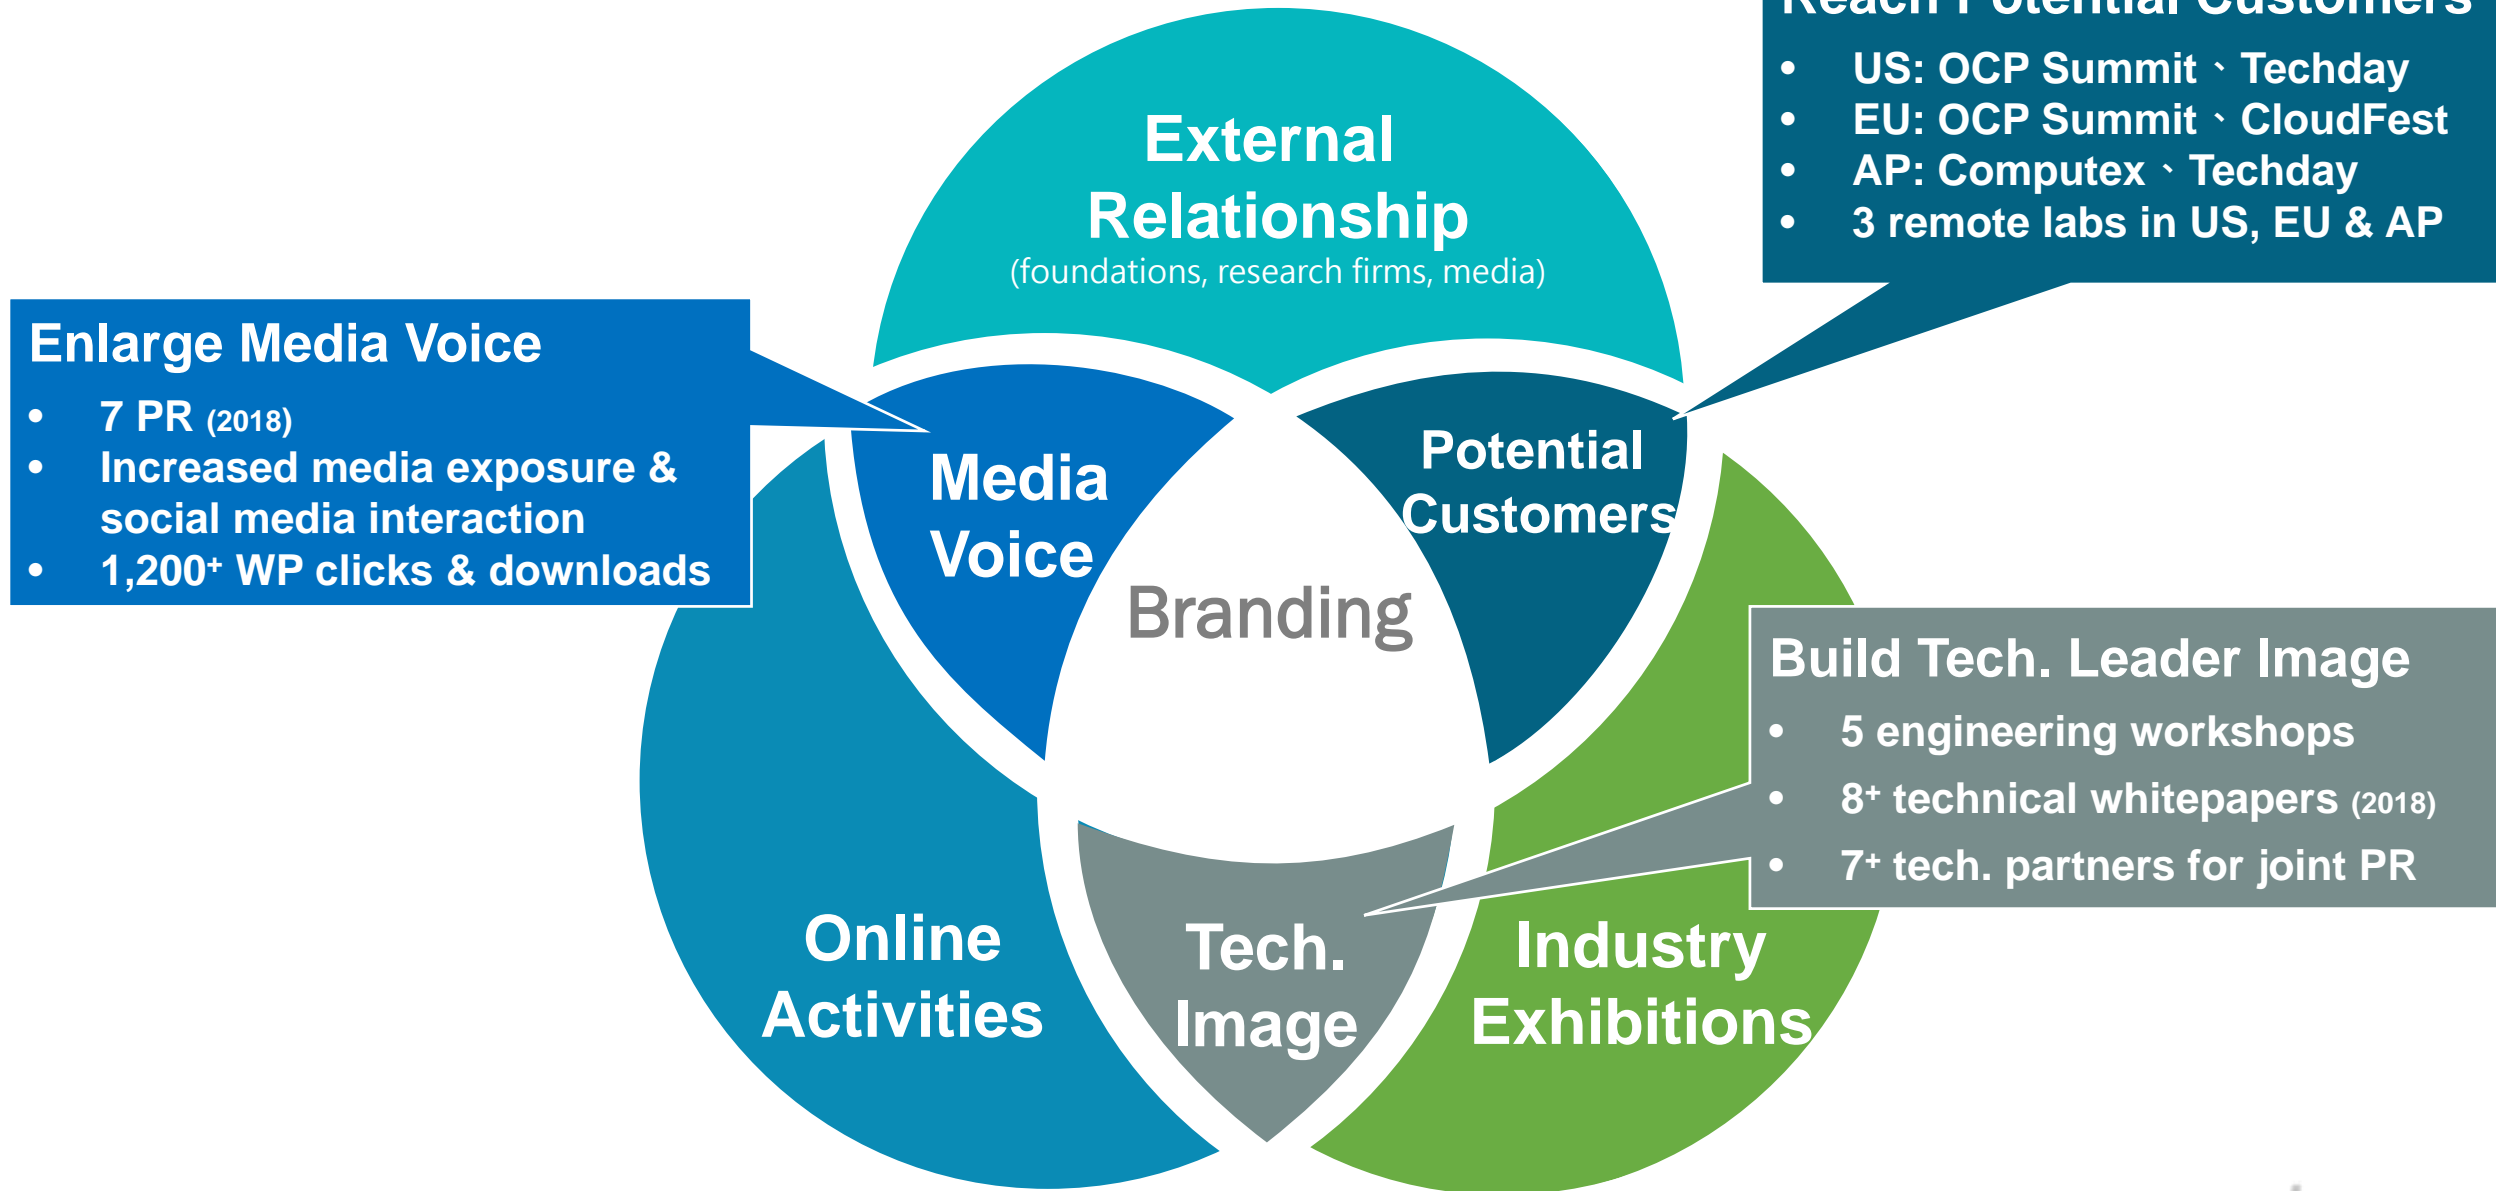 Reach Potential Customers
• US: OCP Summit、Techday
• EU: OCP Summit、CloudFest
• AP: Computex、Techday
• 3 remote labs in US, EU & AP
External
Relationship
(foundations, research firms, media)
Enlarge Media Voice
• 7 PR (2018)
• Increased media exposure &
social media interaction
• 1,200+ WP clicks & downloads
Media
Voice
Potential
Customers
Branding
Build Tech. Leader Image
• 5 engineering workshops
• 8+ technical whitepapers (2018)
• 7+ tech. partners for joint PR
Online
Activities
Tech.
Image
Industry
Exhibitions